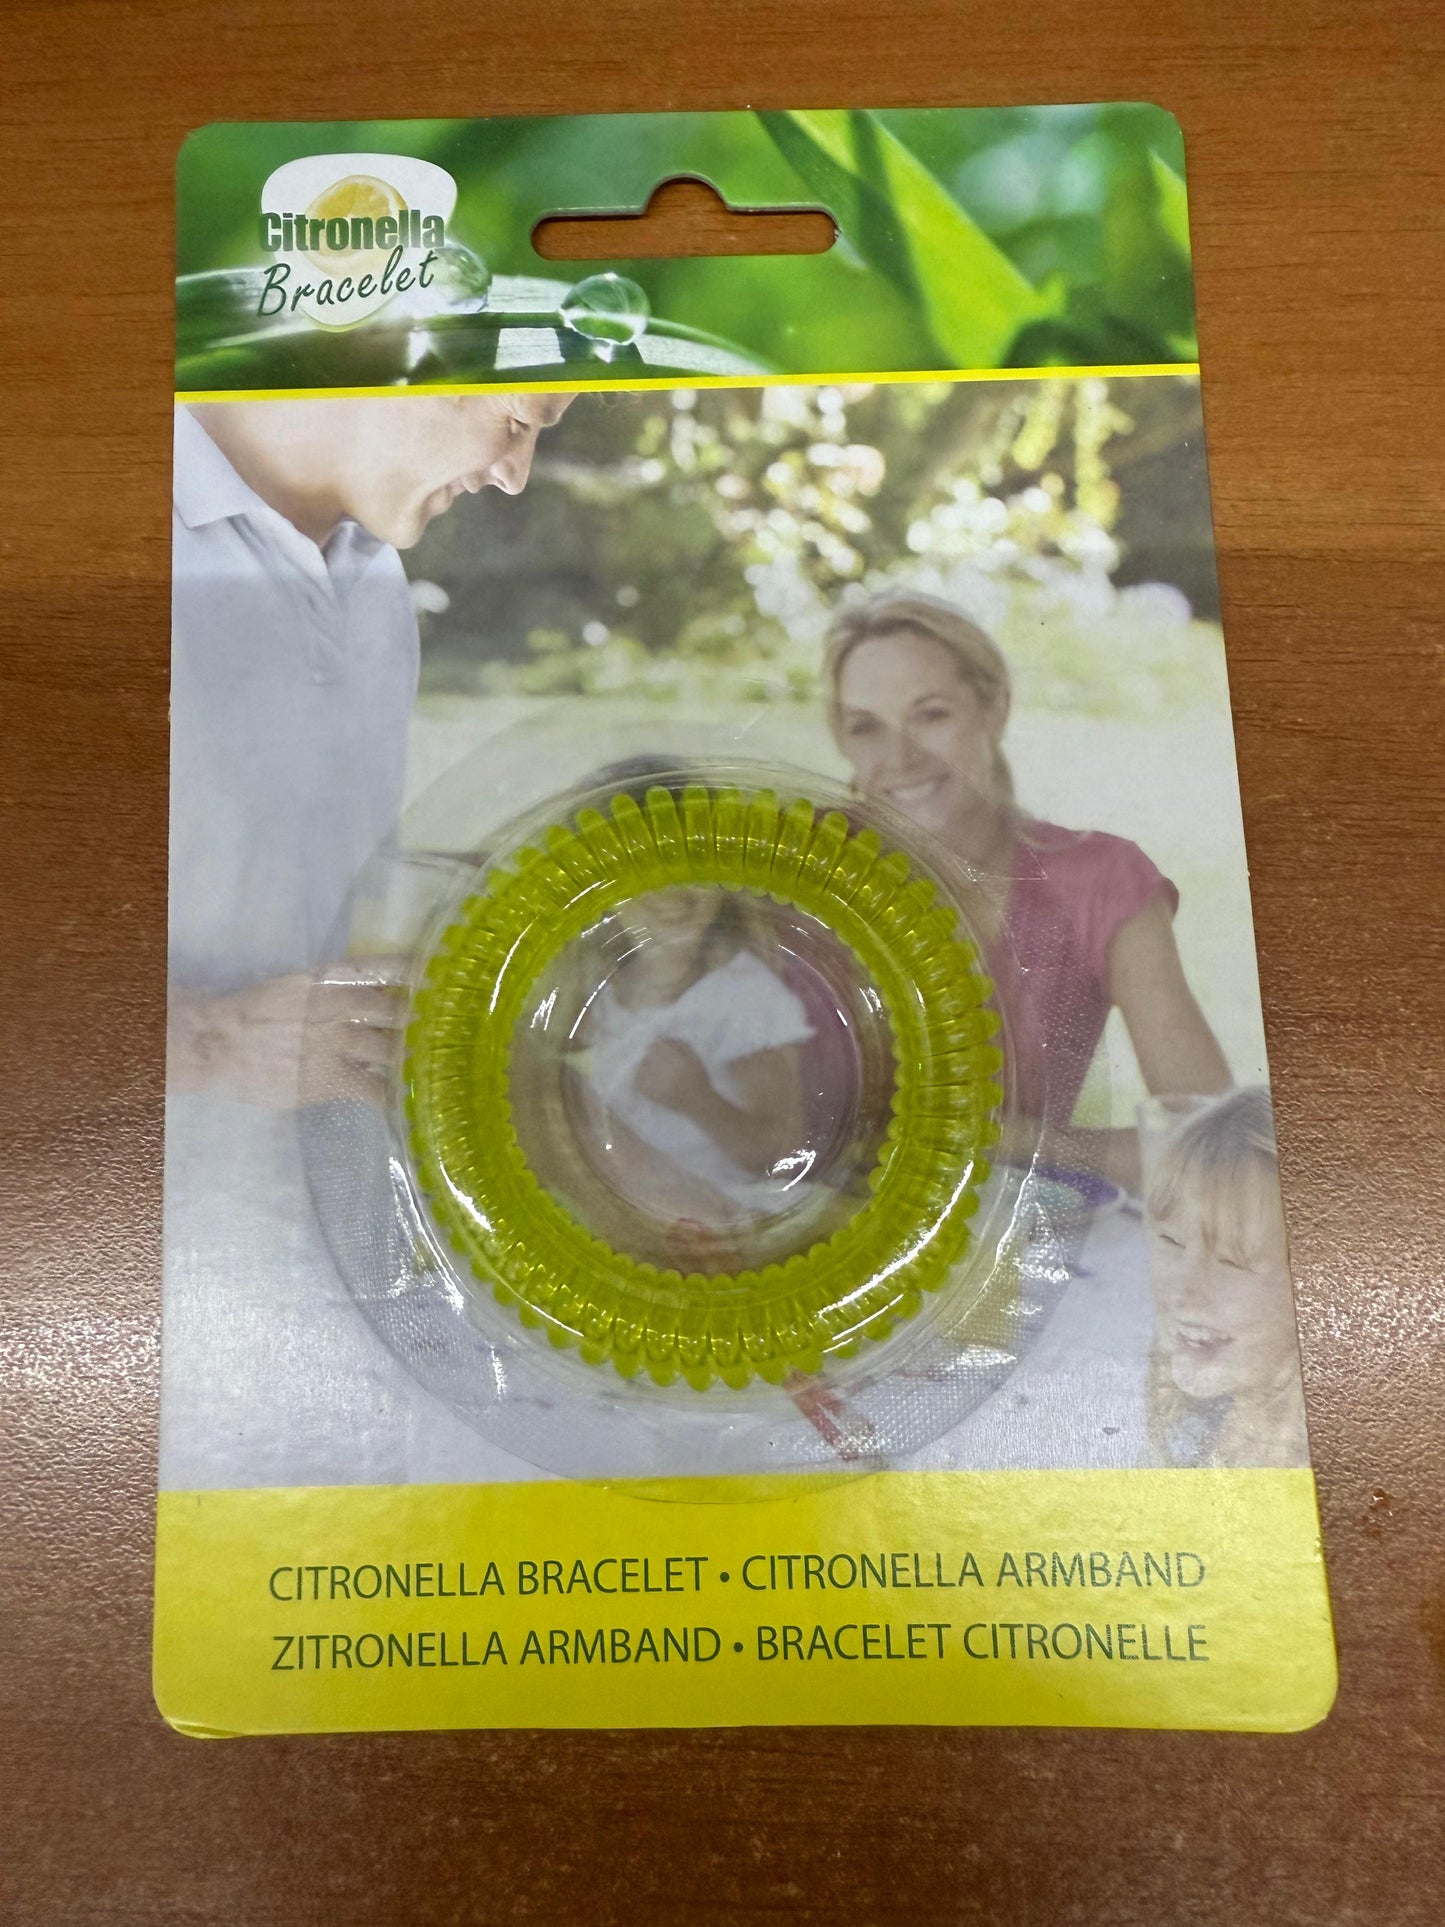 Citronella
Bracelet
CITRONELLA BRACELET • CITRONELLA ARMBAND
ZITRONELLA ARMBAND • BRACELET CITRONELLE